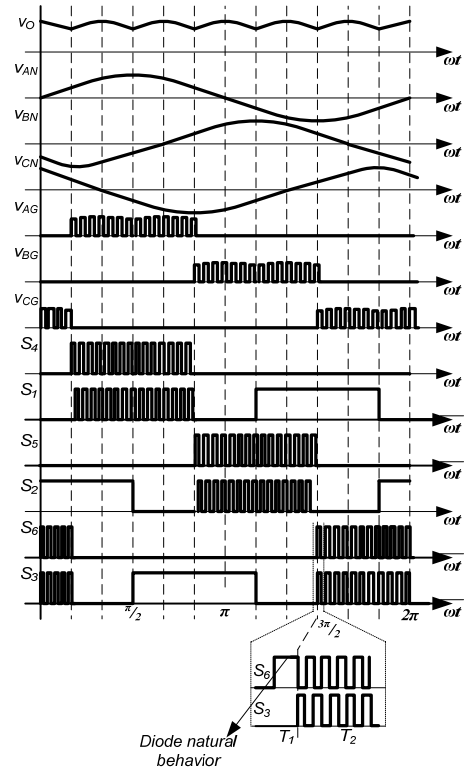 vO
ωt
vAN
ωt
vBN
ωt
vCN
ωt
vAG
ωt
vBG
ωt
vCG
ωt
S4
ωt
S1
ωt
S5
ωt
S2
ωt
S6
ωt
S3
ωt
π/2
π
3π/2
2π
S6
S3
T1
T2
Diode natural
behavior